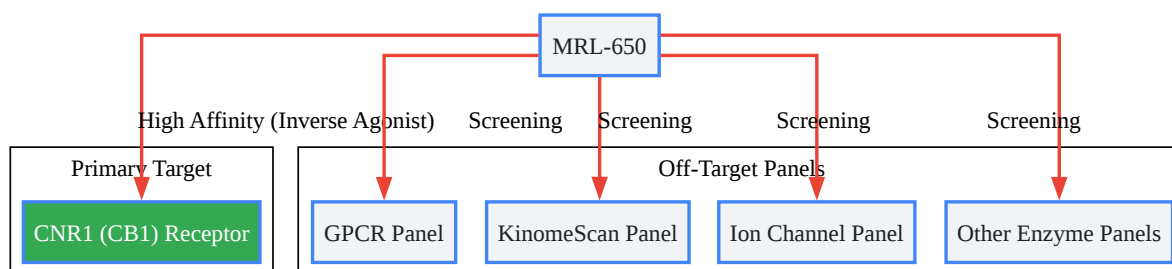 MRL-650
High Affinity (Inverse Agonist)
Screening
Screening
Screening
Screening
Primary Target
Off-Target Panels
CNR1 (CB1) Receptor
GPCR Panel
KinomeScan Panel
Ion Channel Panel
Other Enzyme Panels